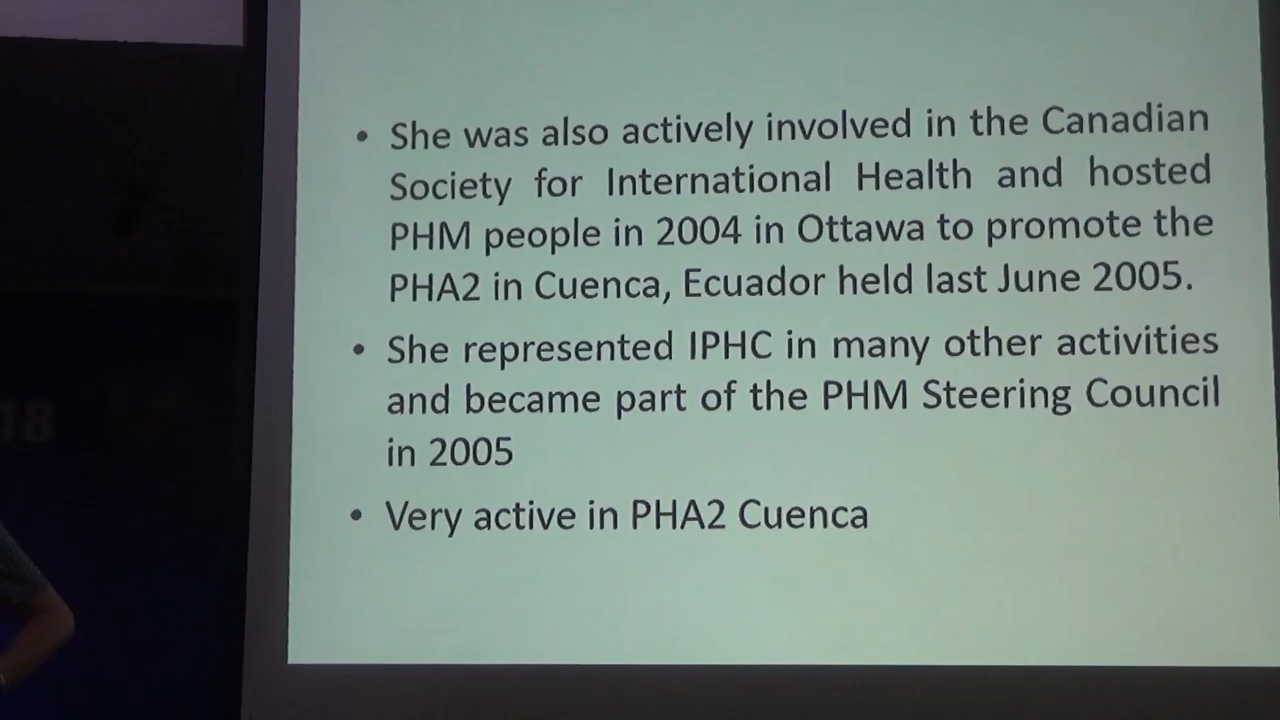 • She was also actively involved in the Canadian
Society for International Health and hosted
PHM people in 2004 in Ottawa to promote the
PHA2 in Cuenca, Ecuador held last June 2005.
• She represented IPHC in many other activities
and became part of the PHM Steering Council
in 2005
• Very active in PHA2 Cuenca
18